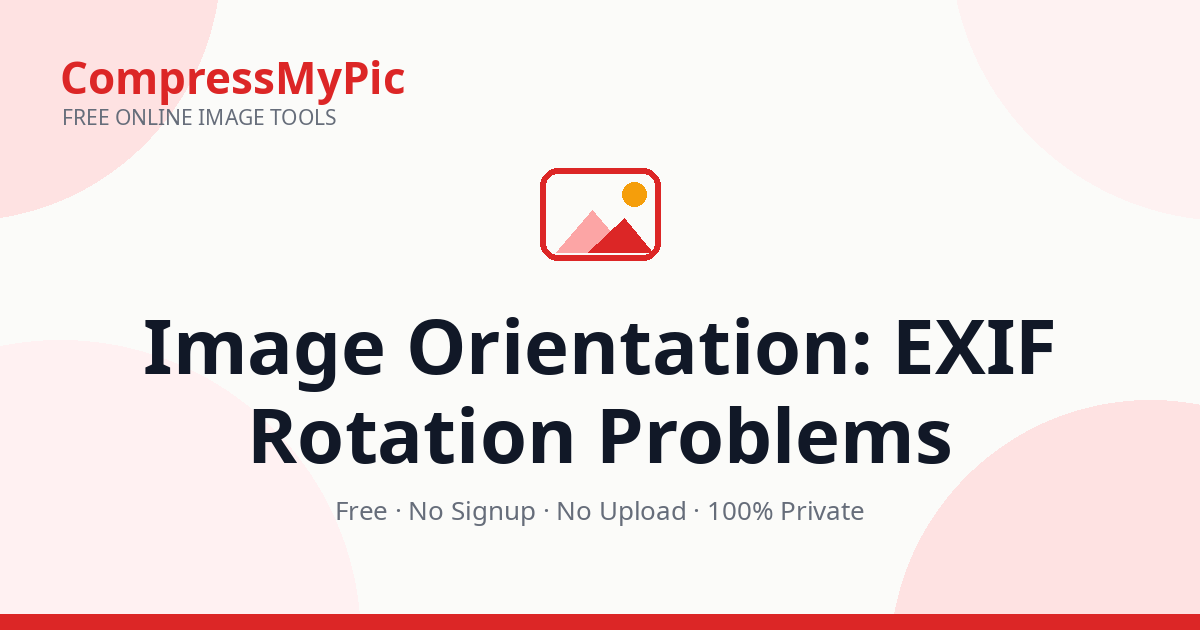 CompressMyPic
FREE ONLINE IMAGE TOOLS
Image Orientation: EXIF
Rotation Problems
Free · No Signup · No Upload · 100% Private